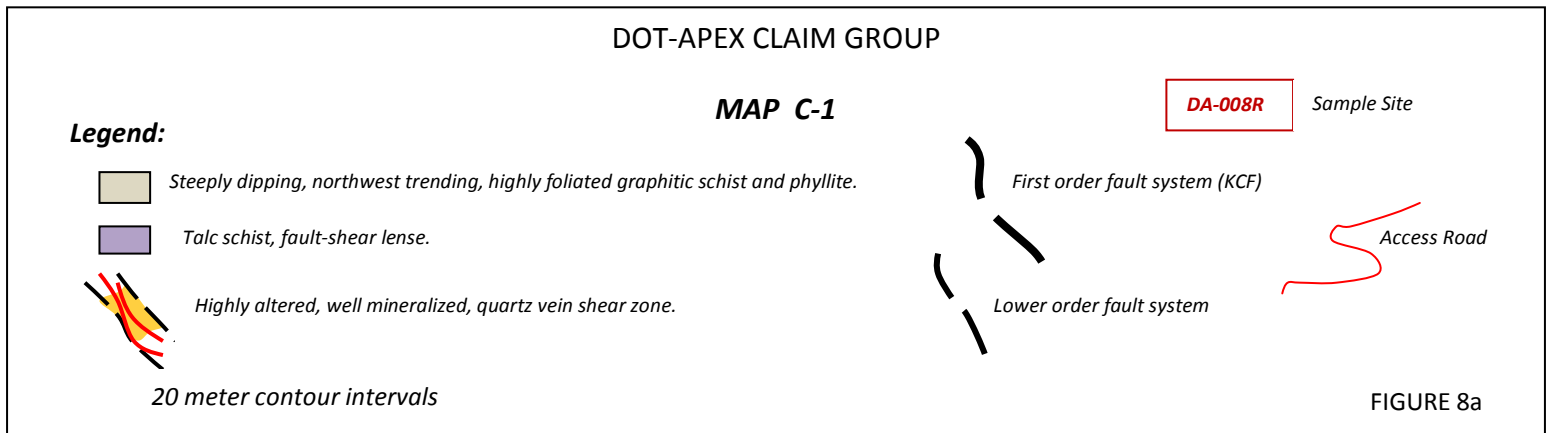 DOT-APEX CLAIM GROUP
MAP C-1
DA-008R Sample Site
Legend:
Steeply dipping, northwest trending, highly foliated graphitic schist and phyllite.
First order fault system (KCF)
Talc schist, fault-shear lense.
Access Road
Highly altered, well mineralized, quartz vein shear zone.
Lower order fault system
20 meter contour intervals
FIGURE 8a